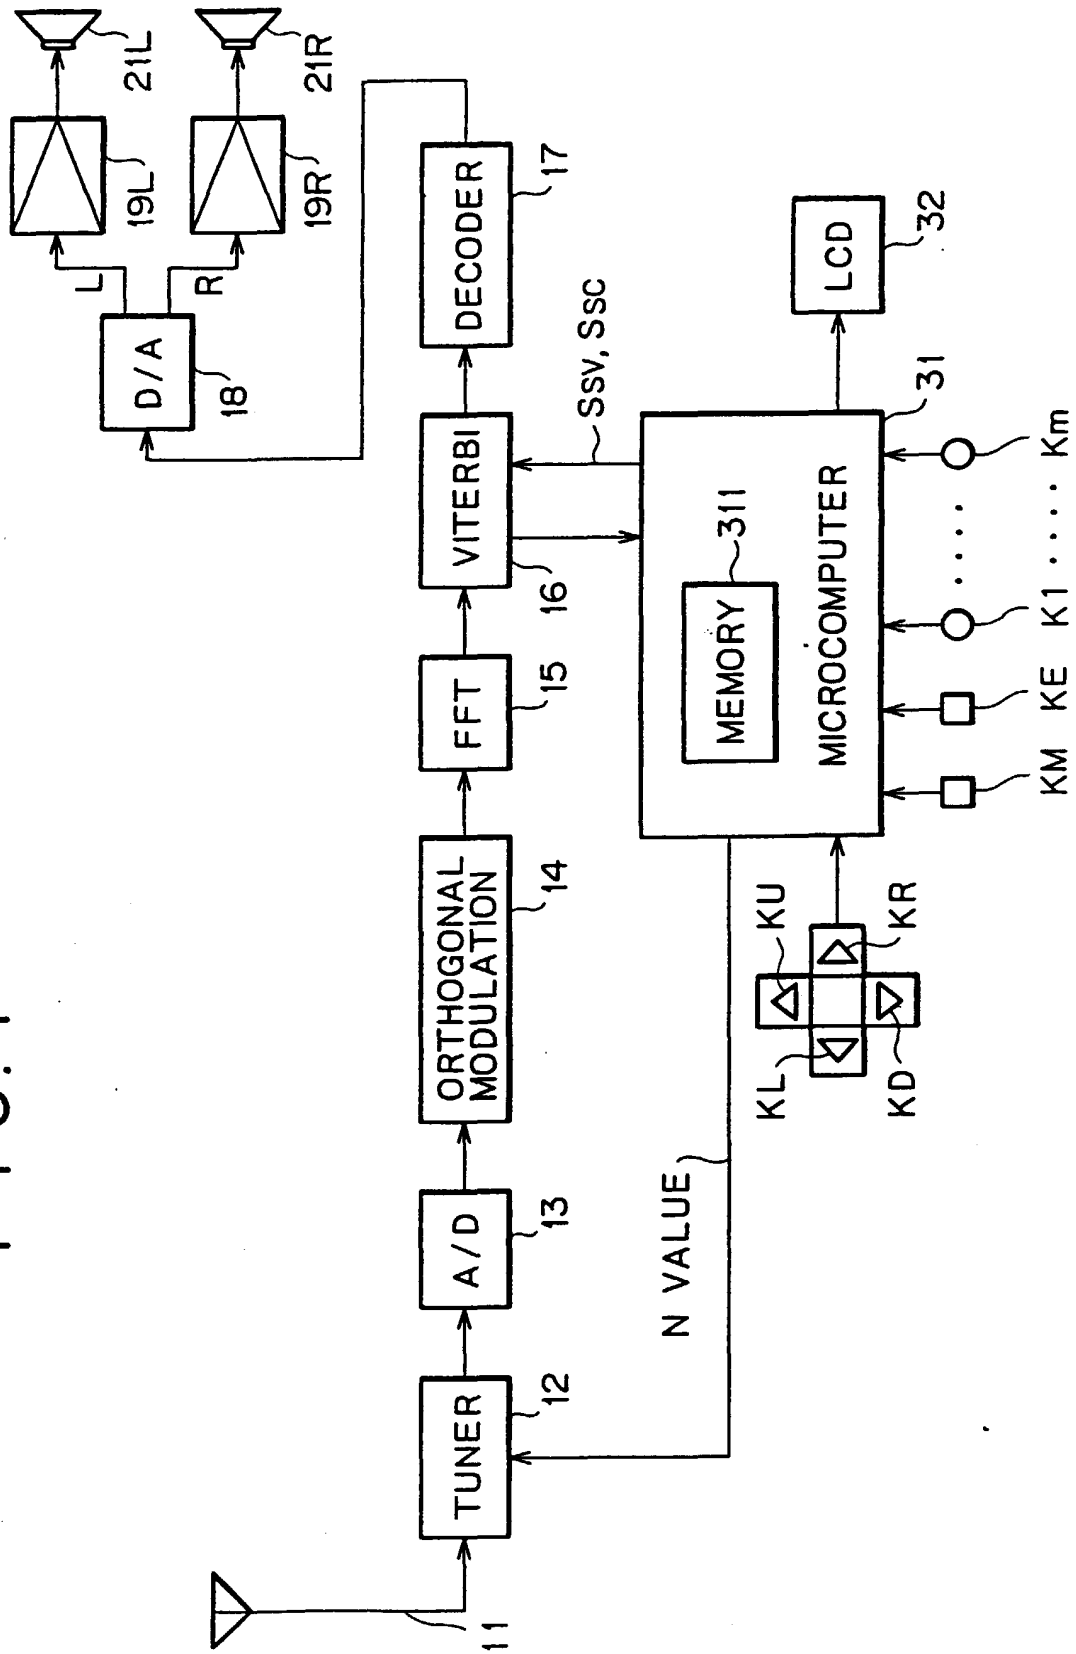 FIG. 1
21L
21R
19L
19R
L
R
D/A
18
DECODER
17
VITERBI
16
FFT
15
ORTHOGONAL
MODULATION
14
A/D
13
TUNER
12
11
SSV, SSC
N VALUE
MEMORY
311
MICROCOMPUTER
31
LCD
32
KU
KR
KL
KD
KM
KE
K1
.....
Km